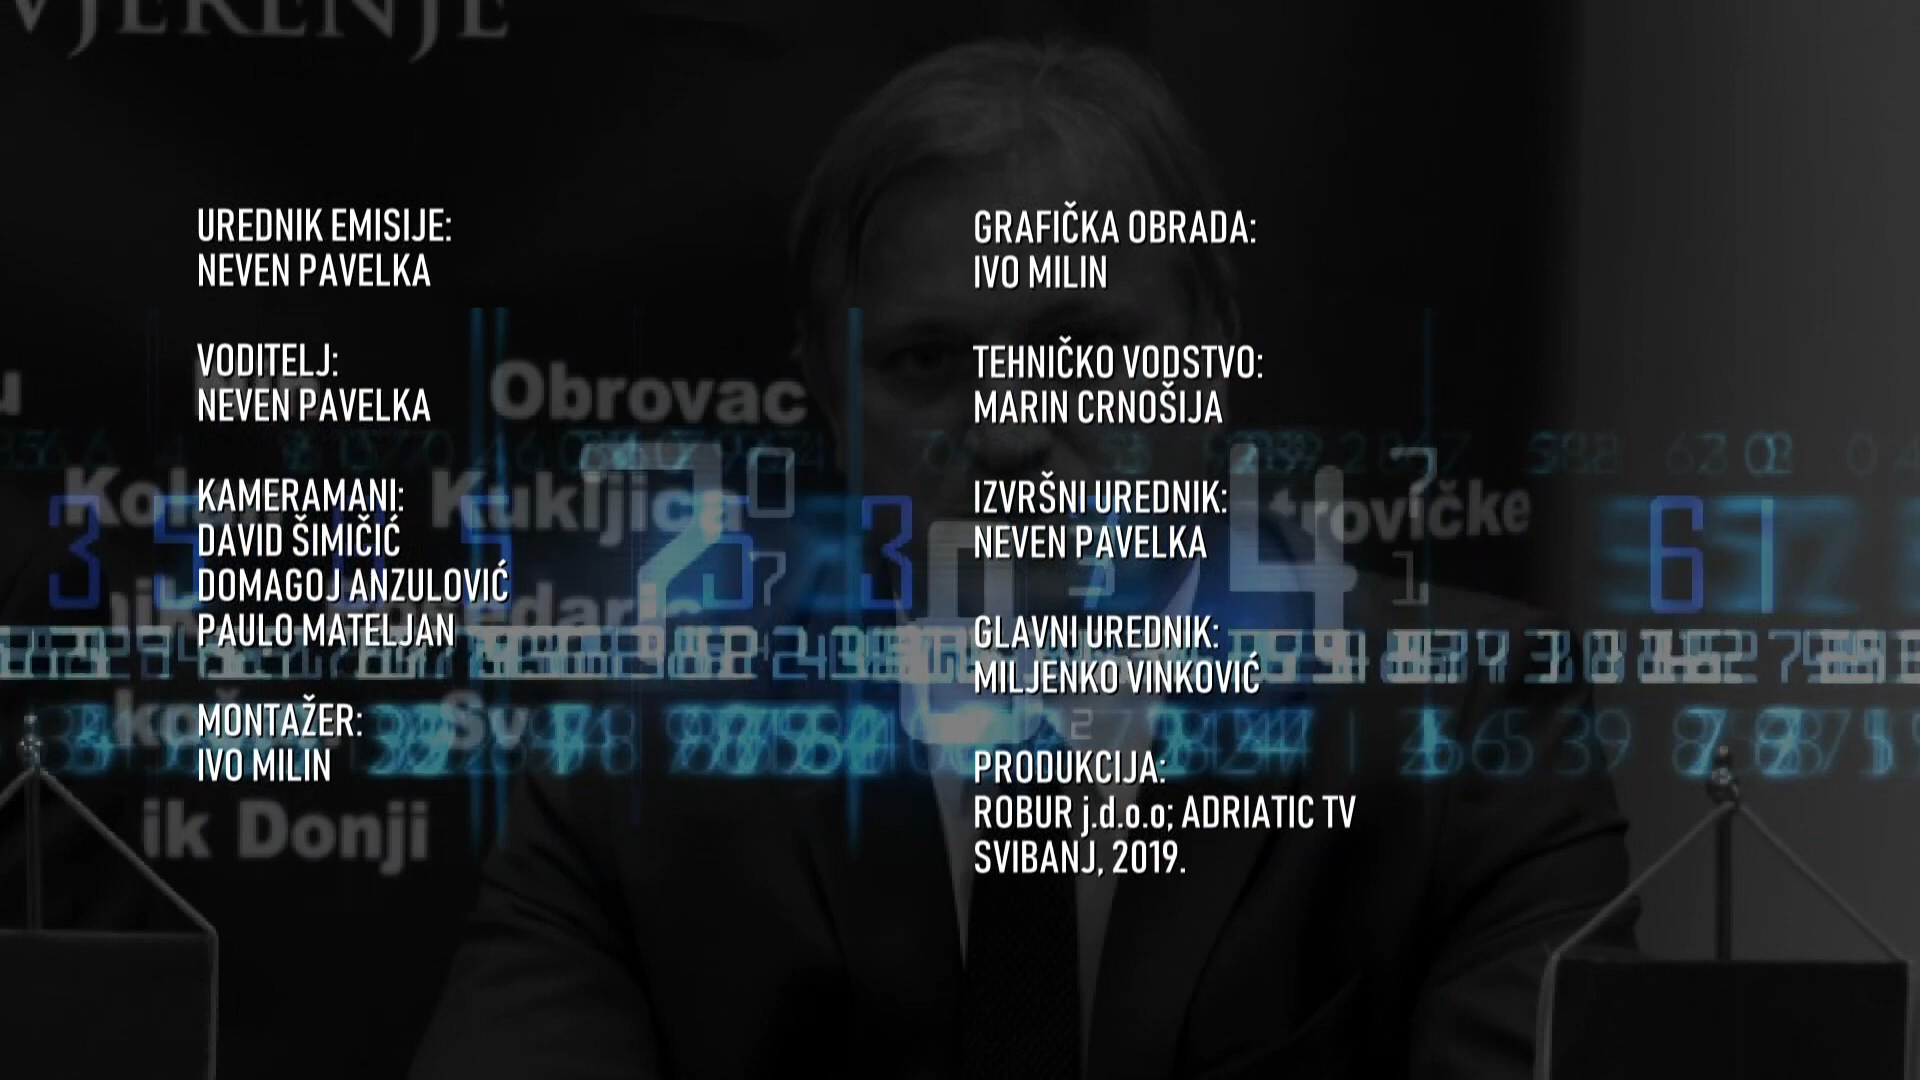 VJERENJE
UREDNIK EMISIJE:
NEVEN PAVELKA
VODITELJ:
NEVEN PAVELKA
KAMERAMANI:
DAVID ŠIMIČIĆ
DOMAGOJ ANZULOVIĆ
PAULO MATELJAN
MONTAŽER:
IVO MILIN
GRAFIČKA OBRADA:
IVO MILIN
TEHNIČKO VODSTVO:
MARIN CRNOŠIJA
IZVRŠNI UREDNIK:
NEVEN PAVELKA
GLAVNI UREDNIK:
MILJENKO VINKOVIĆ
PRODUKCIJA:
ROBUR j.d.o.o; ADRIATIC TV
SVIBANJ, 2019.
Obrovac
Kukljica
ik Donji